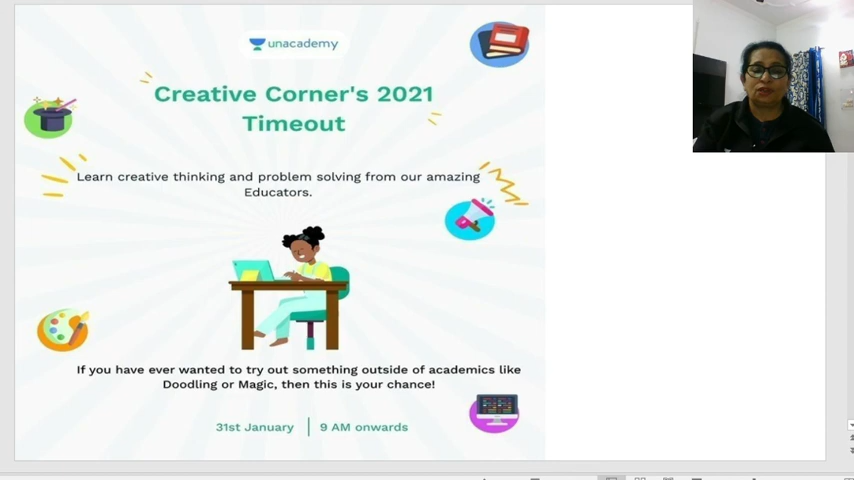 unacademy
Creative Corner's 2021
Timeout
Learn creative thinking and problem solving from our amazing
Educators.
If you have ever wanted to try out something outside of academics like
Doodling or Magic, then this is your chance!
31st January | 9 AM onwards